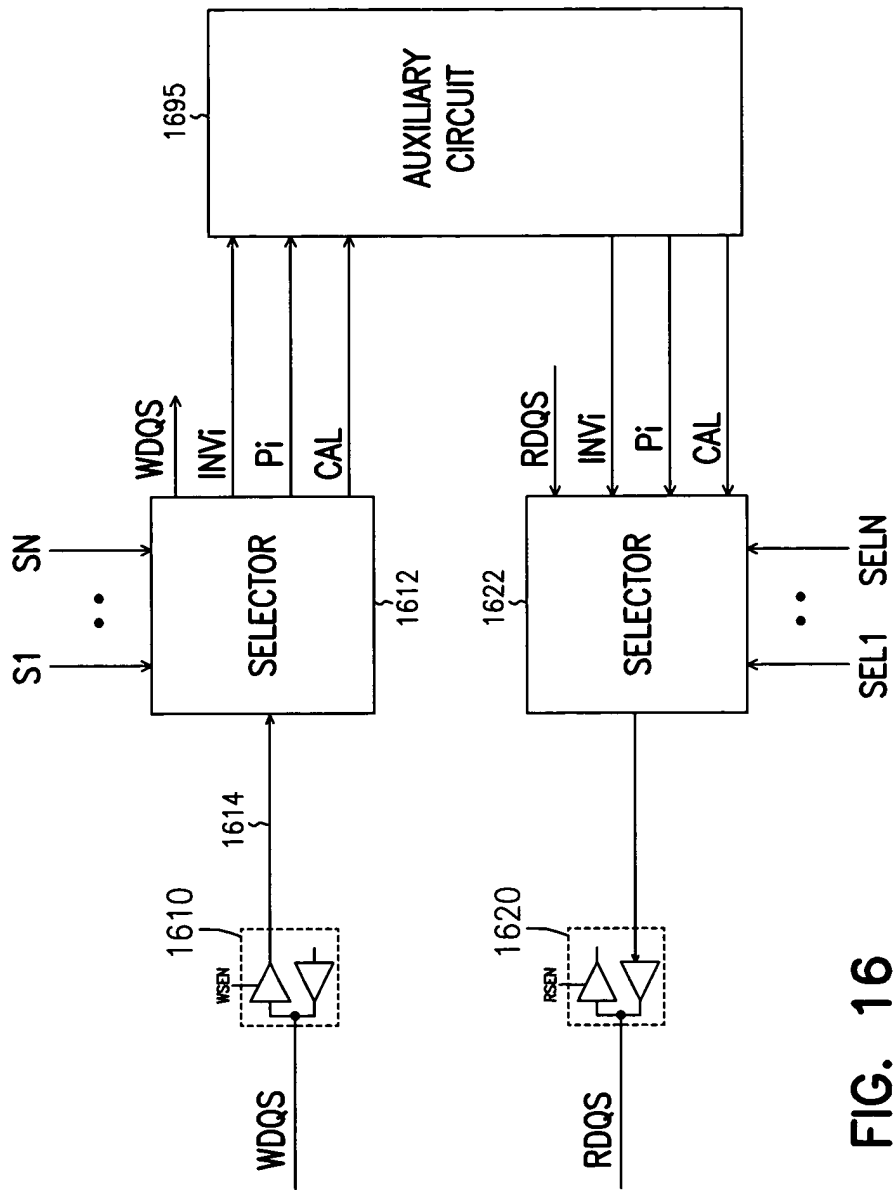 1695
AUXILIARY
CIRCUIT
WDQS
INVi
Pi
CAL
RDQS
INVi
Pi
CAL
S1
SN
SELECTOR
1612
1622
SELECTOR
SEL1
SELN
1614
1610
WSEN
WDQS
1620
RSEN
RDQS
FIG. 16